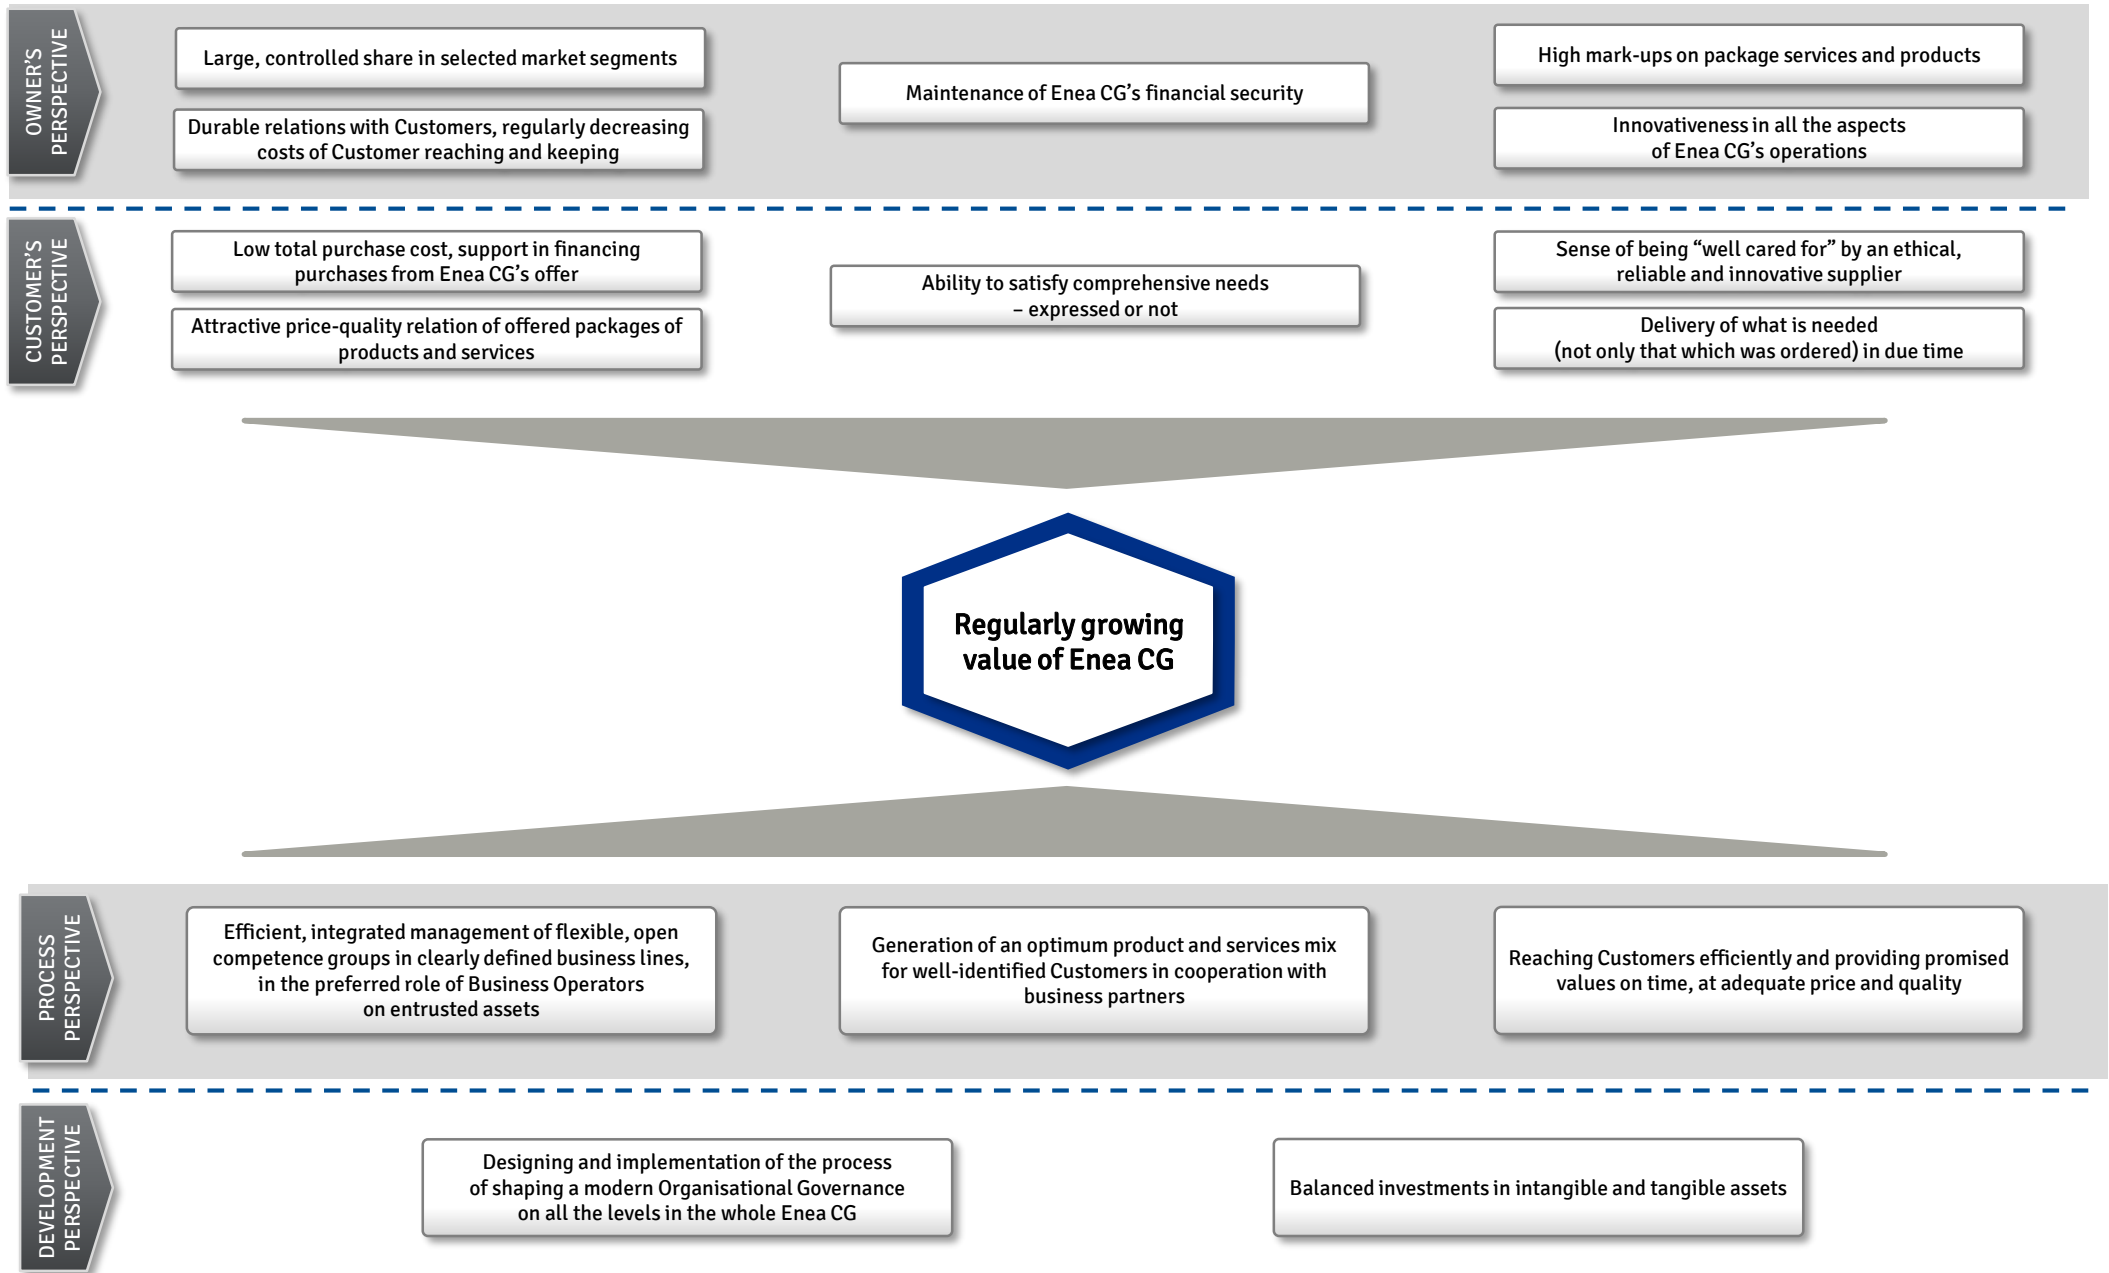 OWNER'S
PERSPECTIVE
Large, controlled share in selected market segments
Durable relations with Customers, regularly decreasing
costs of Customer reaching and keeping
Maintenance of Enea CG's financial security
High mark-ups on package services and products
Innovativeness in all the aspects
of Enea CG's operations
CUSTOMER'S
PERSPECTIVE
Low total purchase cost, support in financing
purchases from Enea CG's offer
Attractive price-quality relation of offered packages of
products and services
Ability to satisfy comprehensive needs
– expressed or not
Sense of being “well cared for” by an ethical,
reliable and innovative supplier
Delivery of what is needed
(not only that which was ordered) in due time
Regularly growing
value of Enea CG
PROCESS
PERSPECTIVE
Efficient, integrated management of flexible, open
competence groups in clearly defined business lines,
in the preferred role of Business Operators
on entrusted assets
Generation of an optimum product and services mix
for well-identified Customers in cooperation with
business partners
Reaching Customers efficiently and providing promised
values on time, at adequate price and quality
DEVELOPMENT
PERSPECTIVE
Designing and implementation of the process
of shaping a modern Organisational Governance
on all the levels in the whole Enea CG
Balanced investments in intangible and tangible assets